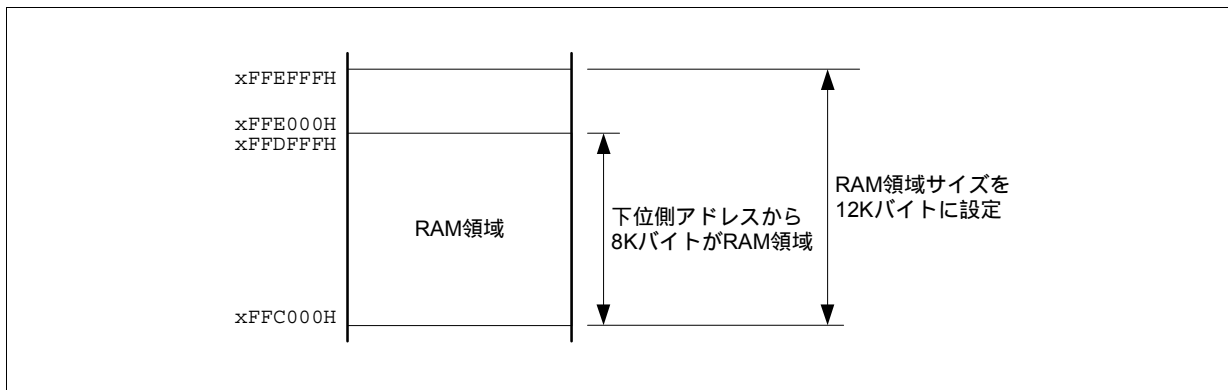 xFFEFFFH
xFFE000H
xFFDFFFH
RAM領域
xFFC000H
下位側アドレスから
8KバイトがRAM領域
RAM領域サイズを
12Kバイトに設定